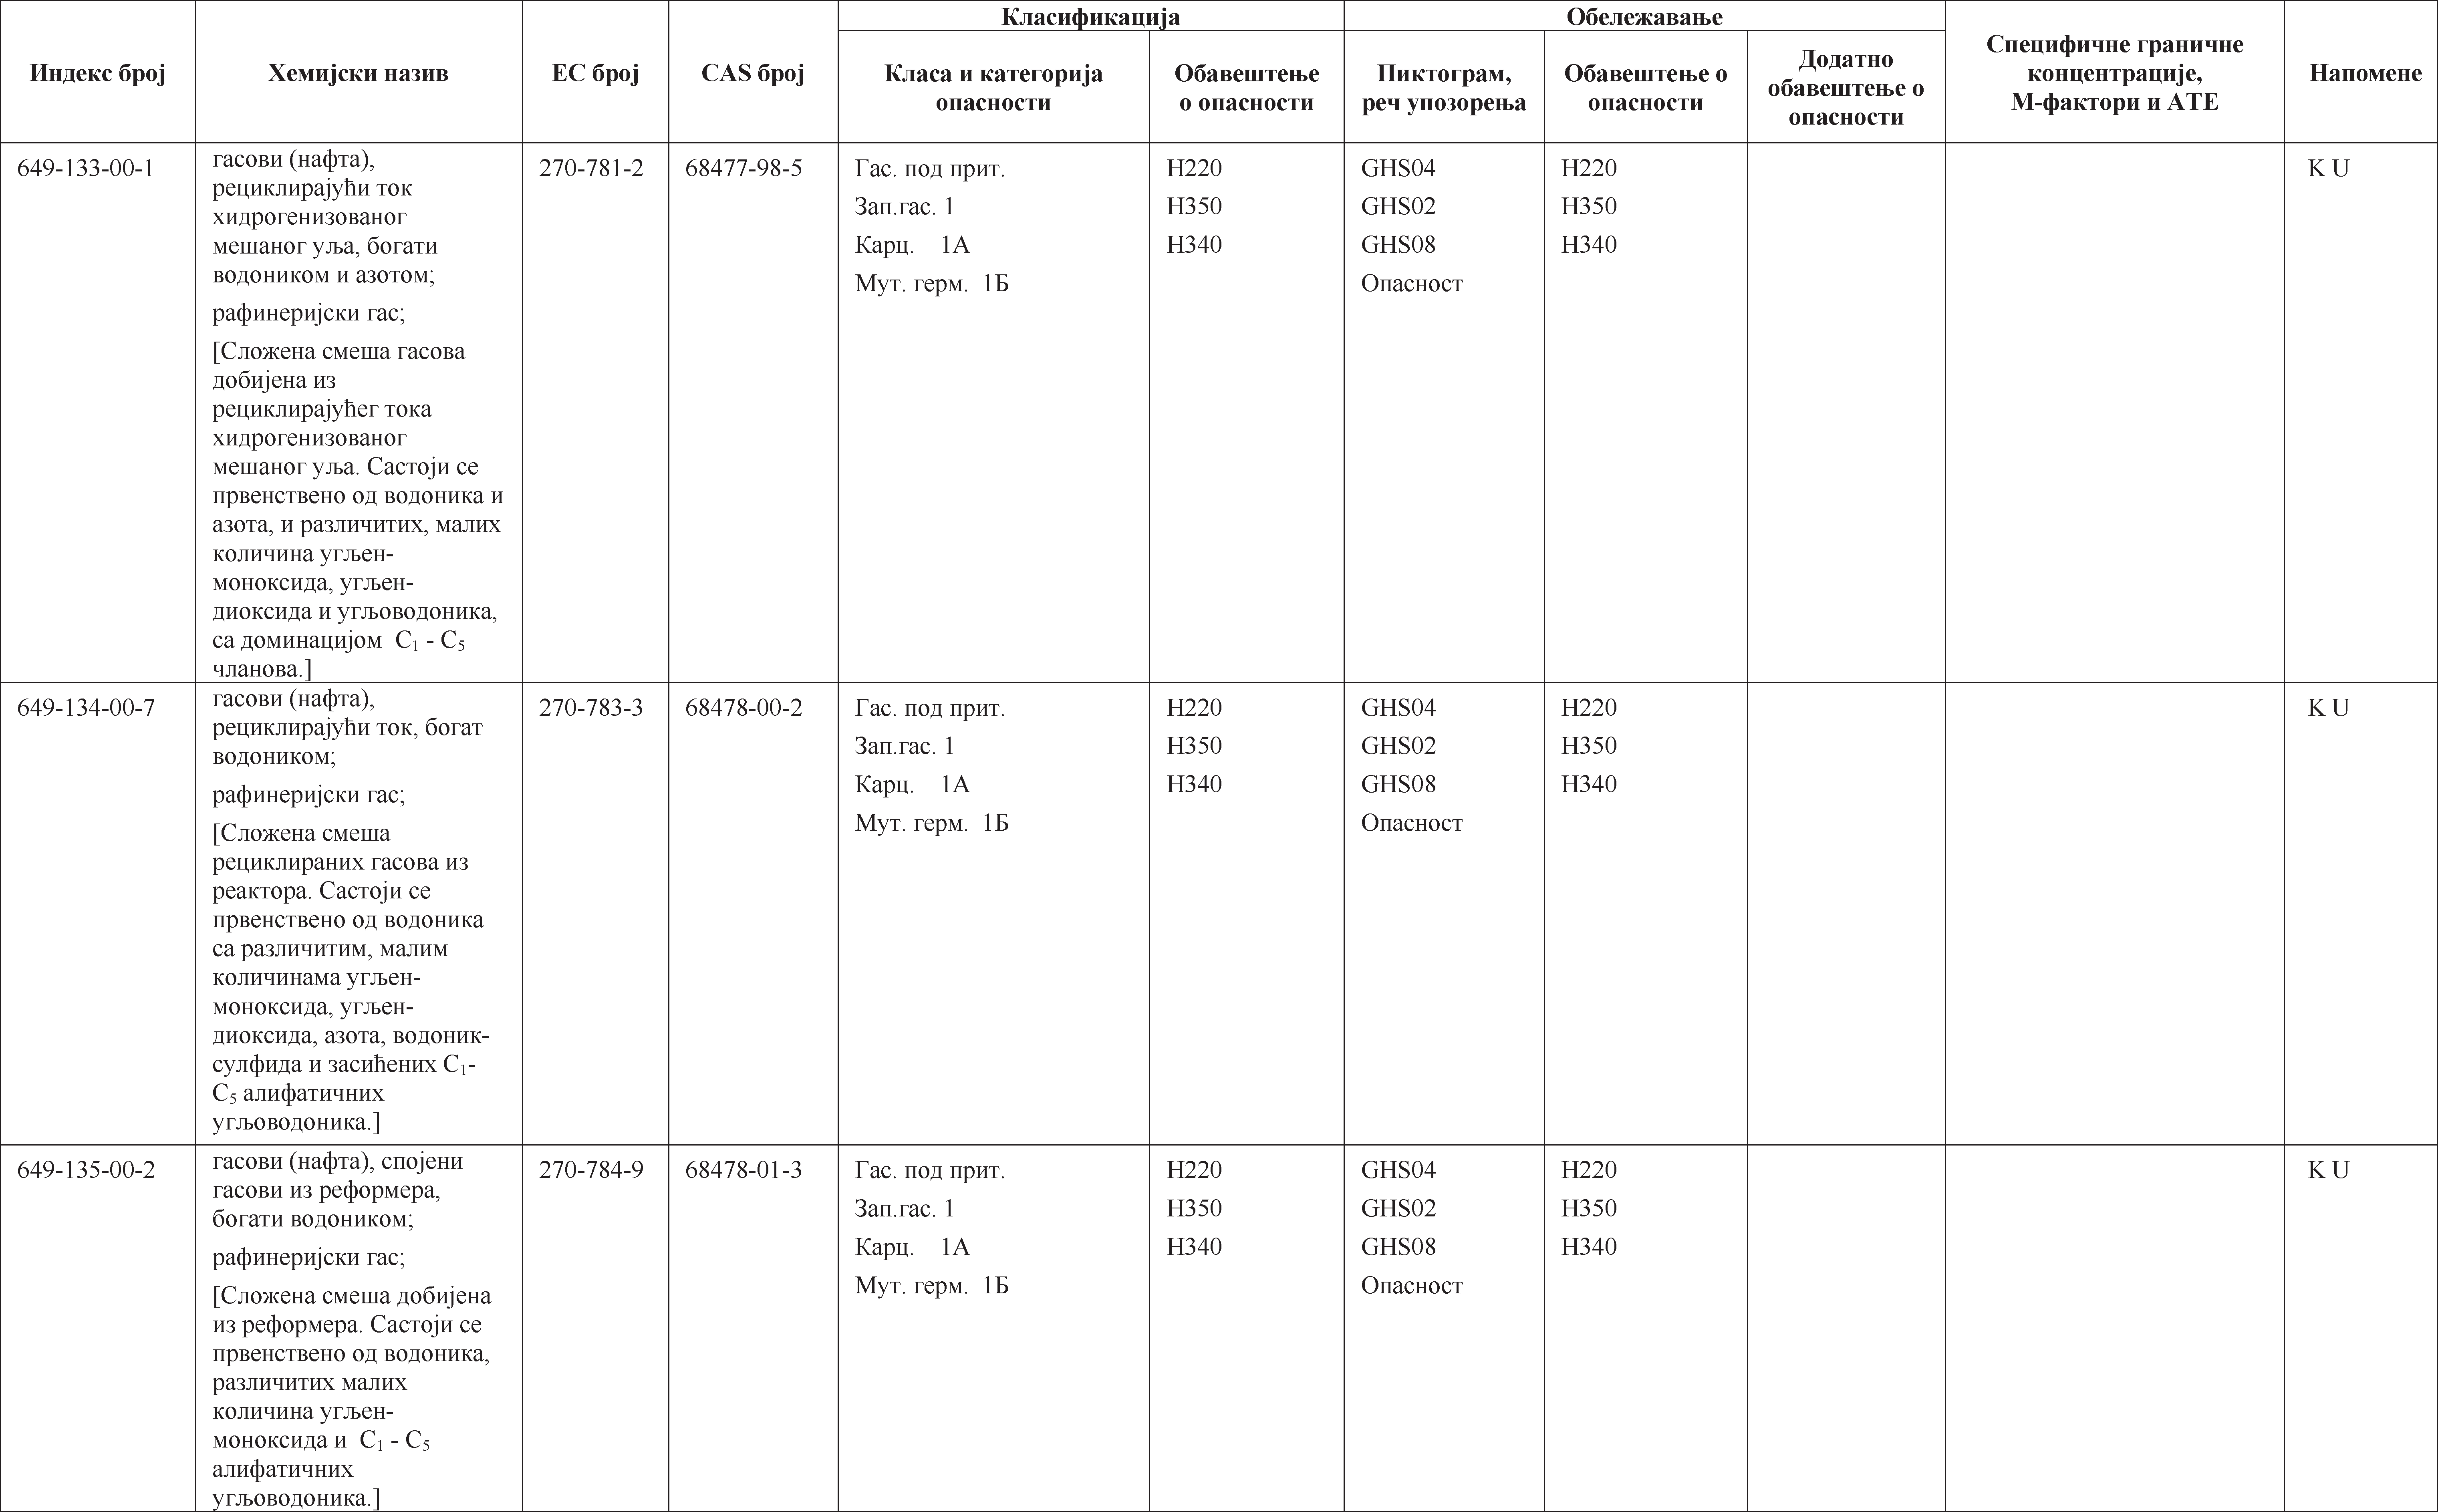 Индекс број
Хемијски назив
ЕС број
CAS број
Класификација
Обележавање
Класа и категорија
опасности
Обавештење
о опасности
Пиктограм,
реч упозорења
Обавештење о
опасности
Додатно
обавештење о
опасности
Специфичне граничне
концентрације,
М-фактори и АТЕ
Напомене
649-133-00-1
гасови (нафта),
рециклирајући ток
хидрогенизованог
мешаног уља, богати
водоником и азотом;
рафинеријски гас;
[Сложена смеша гасова
добијена из
рециклирајућег тока
хидрогенизованог
мешаног уља. Састоји се
првенствено од водоника и
азота, и различитих, малих
количина угљен-
моноксида, угљен-
диоксида и угљоводоника,
са доминацијом C₁ - C₅
чланова.]
270-781-2
68477-98-5
Гас. под прит.
Зап.гас. 1
Карц. 1А
Мут. герм. 1Б
H220
H350
H340
GHS04
GHS02
GHS08
Опасност
H220
H350
H340
K U
649-134-00-7
гасови (нафта),
рециклирајући ток, богат
водоником;
рафинеријски гас;
[Сложена смеша
рециклираних гасова из
реактора. Састоји се
првенствено од водоника
са различитим, малим
количинама угљен-
моноксида, угљен-
диоксида, азота, водоник-
сулфида и засићених C₁-
C₅ алифатичних
угљоводоника.]
270-783-3
68478-00-2
Гас. под прит.
Зап.гас. 1
Карц. 1А
Мут. герм. 1Б
H220
H350
H340
GHS04
GHS02
GHS08
Опасност
H220
H350
H340
K U
649-135-00-2
гасови (нафта), спојени
гасови из реформера,
богати водоником;
рафинеријски гас;
[Сложена смеша добијена
из реформера. Састоји се
првенствено од водоника,
различитих малих
количина угљен-
моноксида и C₁ - C₅
алифатичних
угљоводоника.]
270-784-9
68478-01-3
Гас. под прит.
Зап.гас. 1
Карц. 1А
Мут. герм. 1Б
H220
H350
H340
GHS04
GHS02
GHS08
Опасност
H220
H350
H340
K U